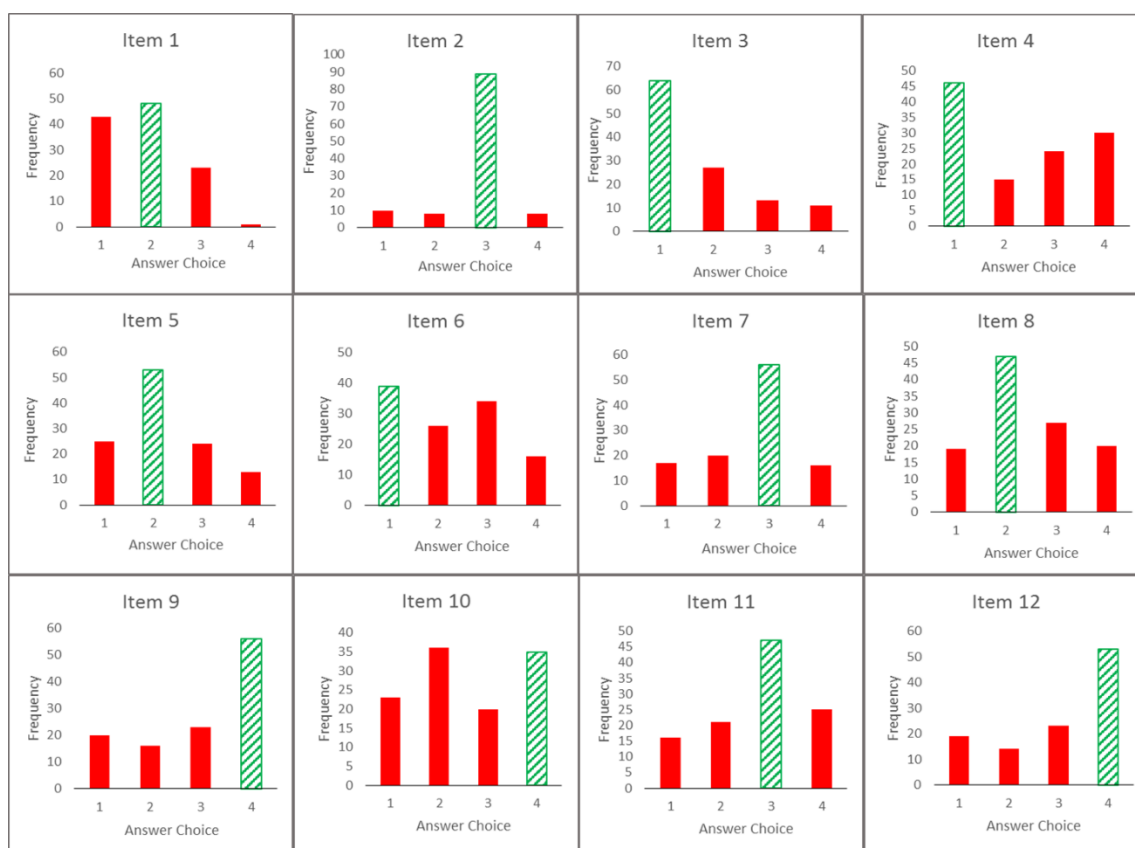 Item 1
60
50
40
30
20
10
0
Frequency
1 2 3 4
Answer Choice
Item 2
100
90
80
70
60
50
40
30
20
10
0
Frequency
1 2 3 4
Answer Choice
Item 3
70
60
50
40
30
20
10
0
Frequency
1 2 3 4
Answer Choice
Item 4
50
45
40
35
30
25
20
15
10
5
0
Frequency
1 2 3 4
Answer Choice
Item 5
60
50
40
30
20
10
0
Frequency
1 2 3 4
Answer Choice
Item 6
50
40
30
20
10
0
Frequency
1 2 3 4
Answer Choice
Item 7
60
50
40
30
20
10
0
Frequency
1 2 3 4
Answer Choice
Item 8
50
45
40
35
30
25
20
15
10
5
0
Frequency
1 2 3 4
Answer Choice
Item 9
60
50
40
30
20
10
0
Frequency
1 2 3 4
Answer Choice
Item 10
40
35
30
25
20
15
10
5
0
Frequency
1 2 3 4
Answer Choice
Item 11
50
45
40
35
30
25
20
15
10
5
0
Frequency
1 2 3 4
Answer Choice
Item 12
60
50
40
30
20
10
0
Frequency
1 2 3 4
Answer Choice